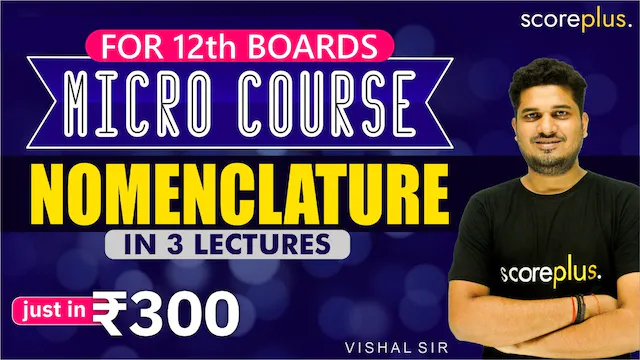 scoreplus.
FOR 12th BOARDS
MICRO COURSE
NOMENCLATURE
IN 3 LECTURES
scoreplus.
just in ₹300
VISHAL SIR